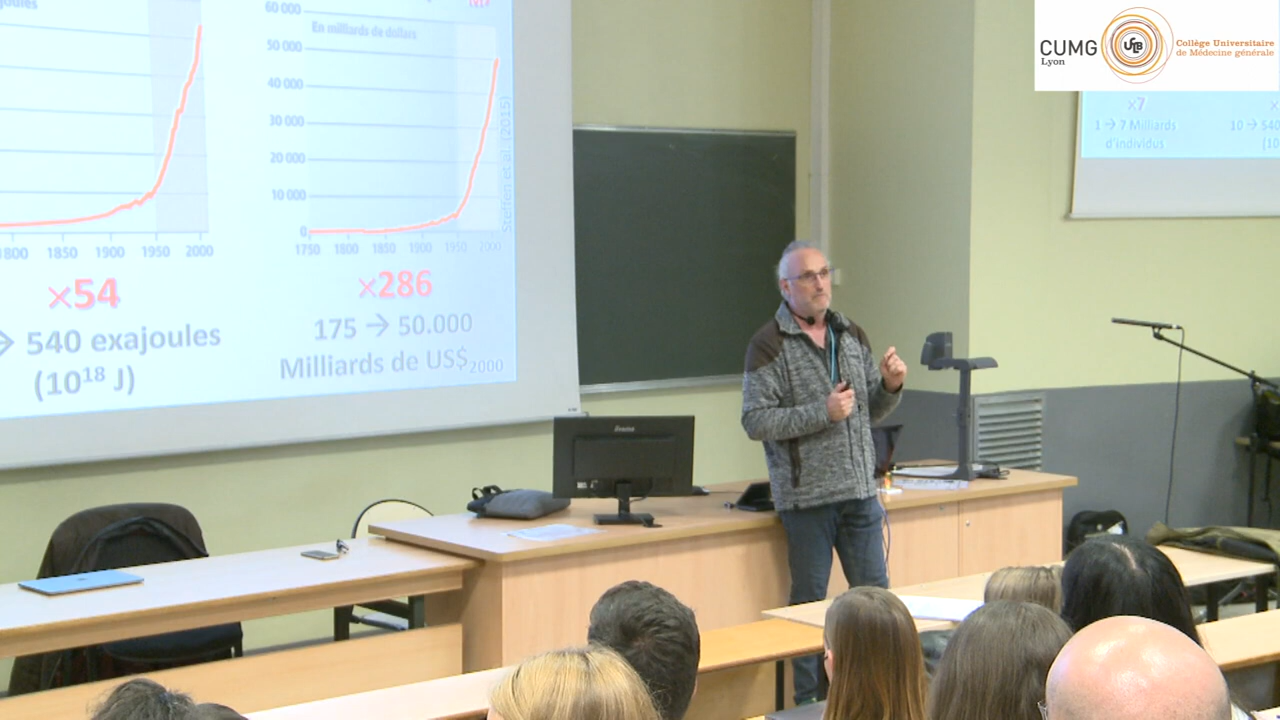 joules
1800 1850 1900 1950 2000
×54
→ 540 exajoules
(10¹⁸ J)
60 000
En milliards de dollars
50 000
40 000
30 000
20 000
10 000
0
1750 1800 1850 1900 1950 2000
Steffen et al. (2015)
×286
175 → 50.000
Milliards de US$₂₀₀₀
CUMG
Lyon
Collège Universitaire
de Médecine générale
×7
1 → 7 Milliards
d'individus
×
10 → 540
(10